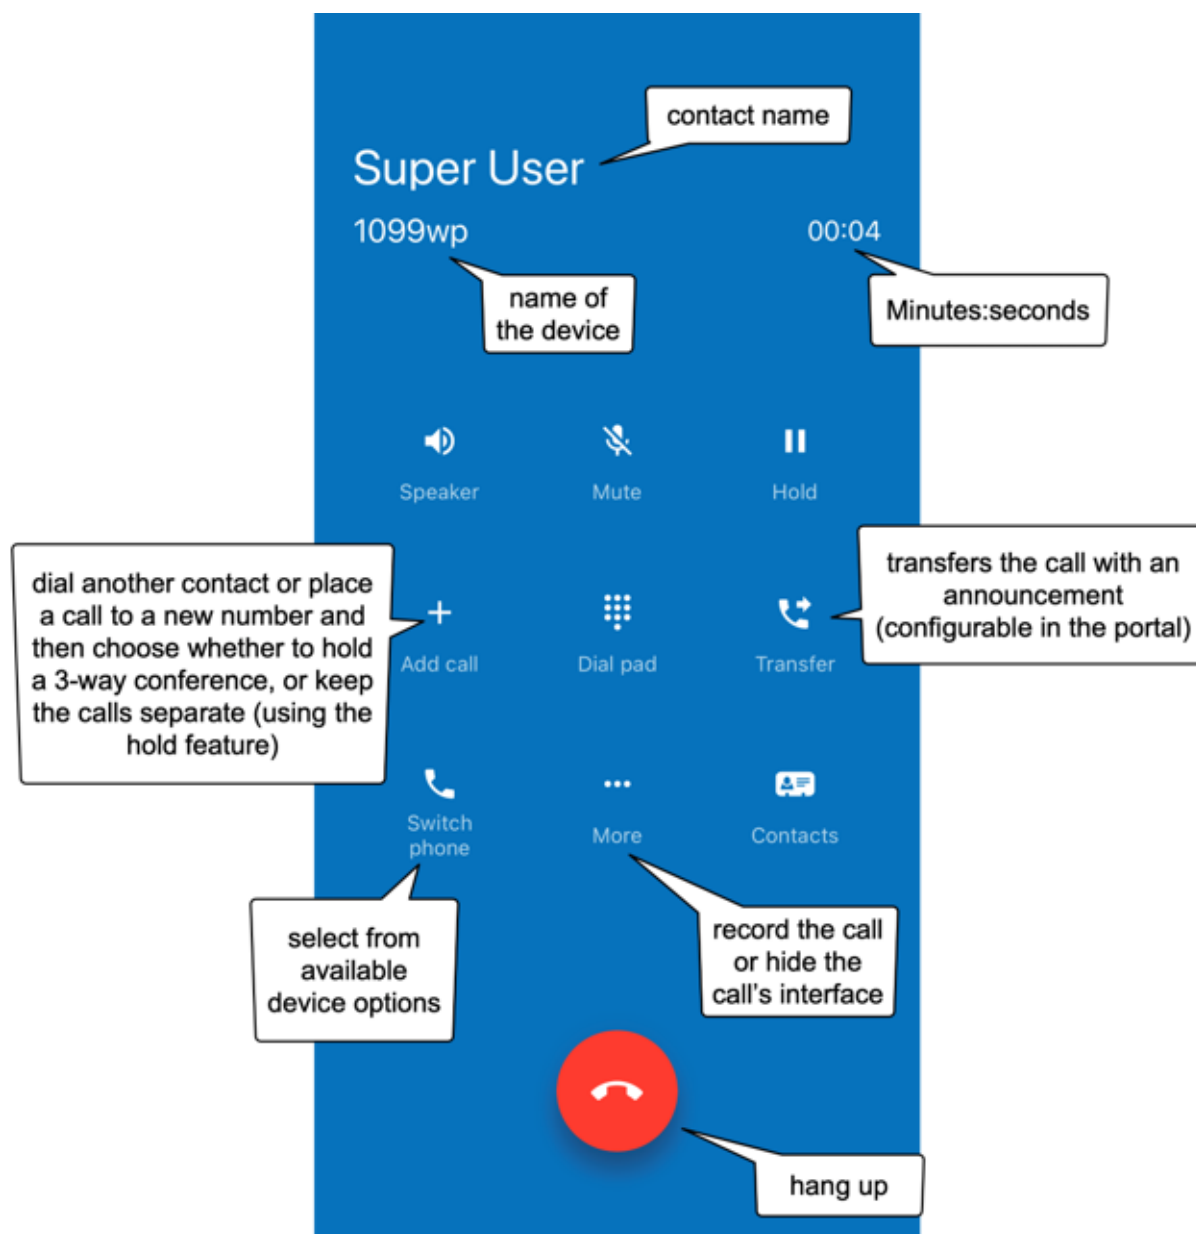 contact name
Super User
1099wp
00:04
name of
the device
Minutes:seconds
Speaker
Mute
Hold
dial another contact or place
a call to a new number and
then choose whether to hold
a 3-way conference, or keep
the calls separate (using the
hold feature)
Add call
Dial pad
Transfer
transfers the call with an
announcement
(configurable in the portal)
Switch
phone
More
Contacts
select from
available
device options
record the call
or hide the
call's interface
hang up